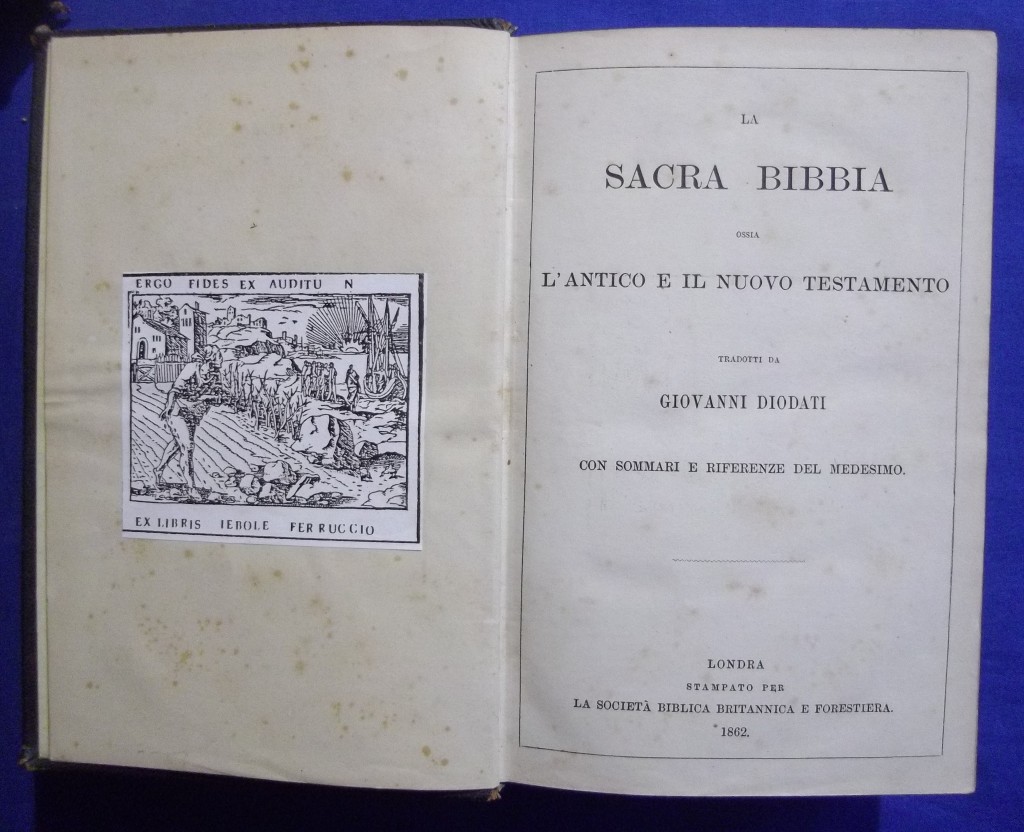 ERGO FIDES EX AUDITU N
EX LIBRIS IEBOLE FERRUCCIO
LA
SACRA BIBBIA
OSSIA
L'ANTICO E IL NUOVO TESTAMENTO
TRADOTTI DA
GIOVANNI DIODATI
CON SOMMARI E RIFERENZE DEL MEDESIMO.
LONDRA
STAMPATO PER
LA SOCIETÀ BIBLICA BRITANNICA E FORESTIERA.
1862.